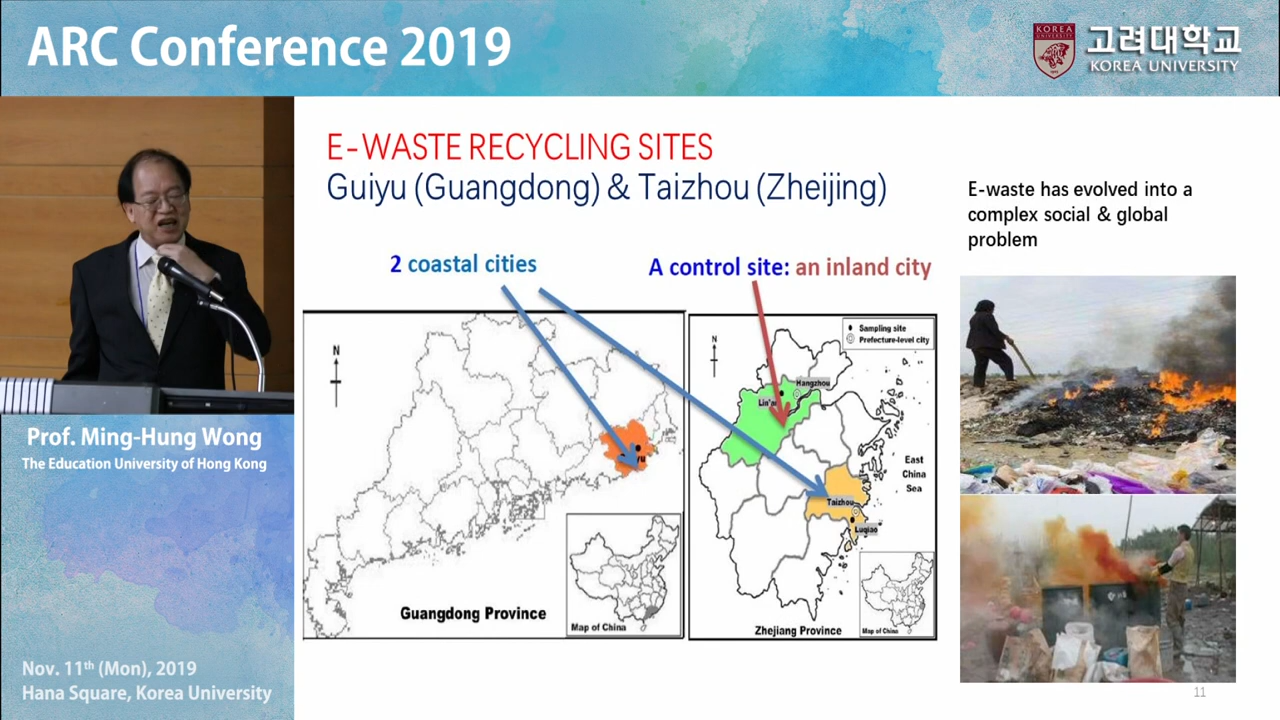 ARC Conference 2019
KOREA
UNIVERSITY
고려대학교
KOREA UNIVERSITY
E-WASTE RECYCLING SITES
Guiyu (Guangdong) & Taizhou (Zheijing)
E-waste has evolved into a
complex social & global
problem
2 coastal cities
A control site: an inland city
N
Guangdong Province
Map of China
N
Sampling site
Prefecture-level city
Hangzhou
East
China
Sea
Taizhou
Luqiao
Zhejiang Province
Map of China
Prof. Ming-Hung Wong
The Education University of Hong Kong
Nov. 11th (Mon), 2019
Hana Square, Korea University
11